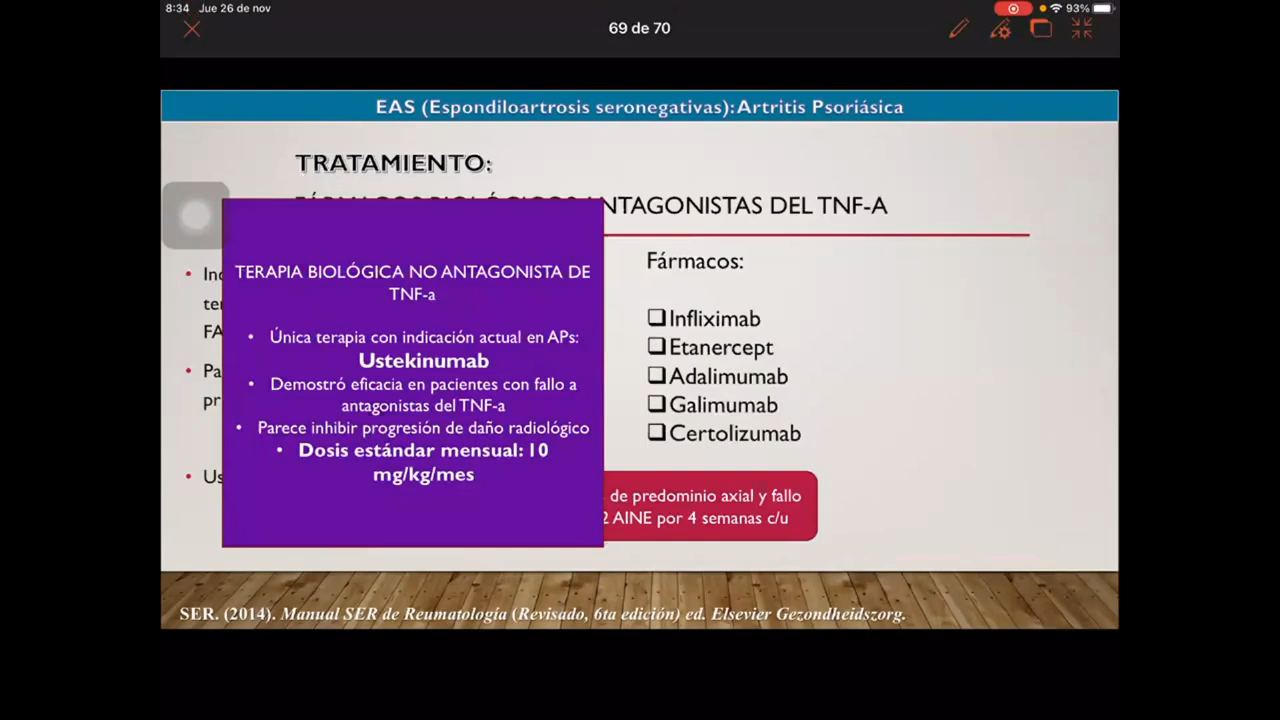 8:34 Jue 26 de nov
93%
69 de 70
EAS (Espondiloartrosis seronegativas): Artritis Psoriásica
TRATAMIENTO:
NTAGONISTAS DEL TNF-A
TERAPIA BIOLÓGICA NO ANTAGONISTA DE
TNF-a
• Única terapia con indicación actual en APs:
Ustekinumab
• Demostró eficacia en pacientes con fallo a
antagonistas del TNF-a
• Parece inhibir progresión de daño radiológico
• Dosis estándar mensual: 10
mg/kg/mes
Fármacos:
❑Infliximab
❑Etanercept
❑Adalimumab
❑Galimumab
❑Certolizumab
de predominio axial y fallo
2 AINE por 4 semanas c/u
SER. (2014). Manual SER de Reumatología (Revisado, 6ta edición) ed. Elsevier Gezondheidszorg.